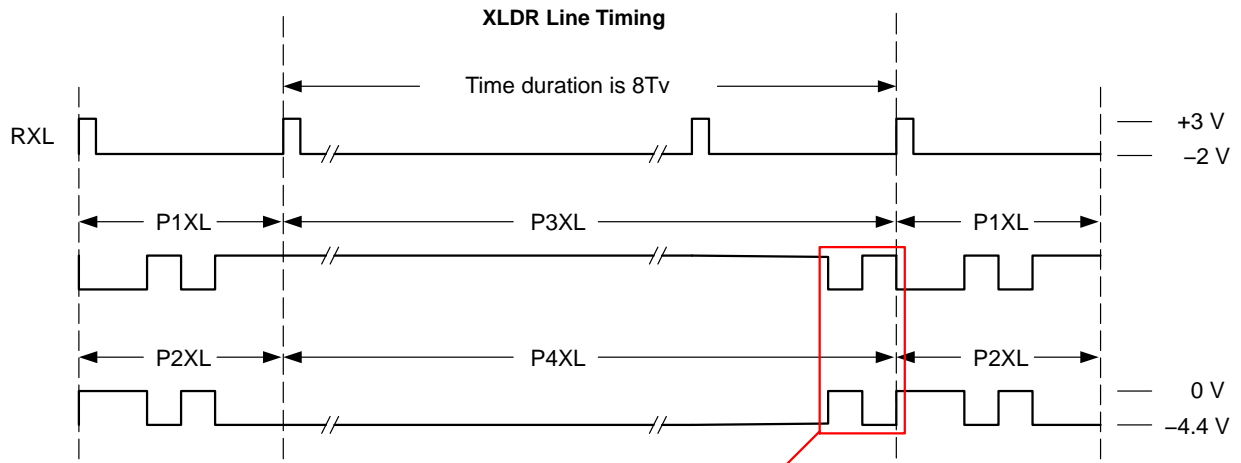 XLDR Line Timing
Time duration is 8Tv
RXL
+3 V
–2 V
P1XL
P3XL
P1XL
P2XL
P4XL
P2XL
0 V
–4.4 V